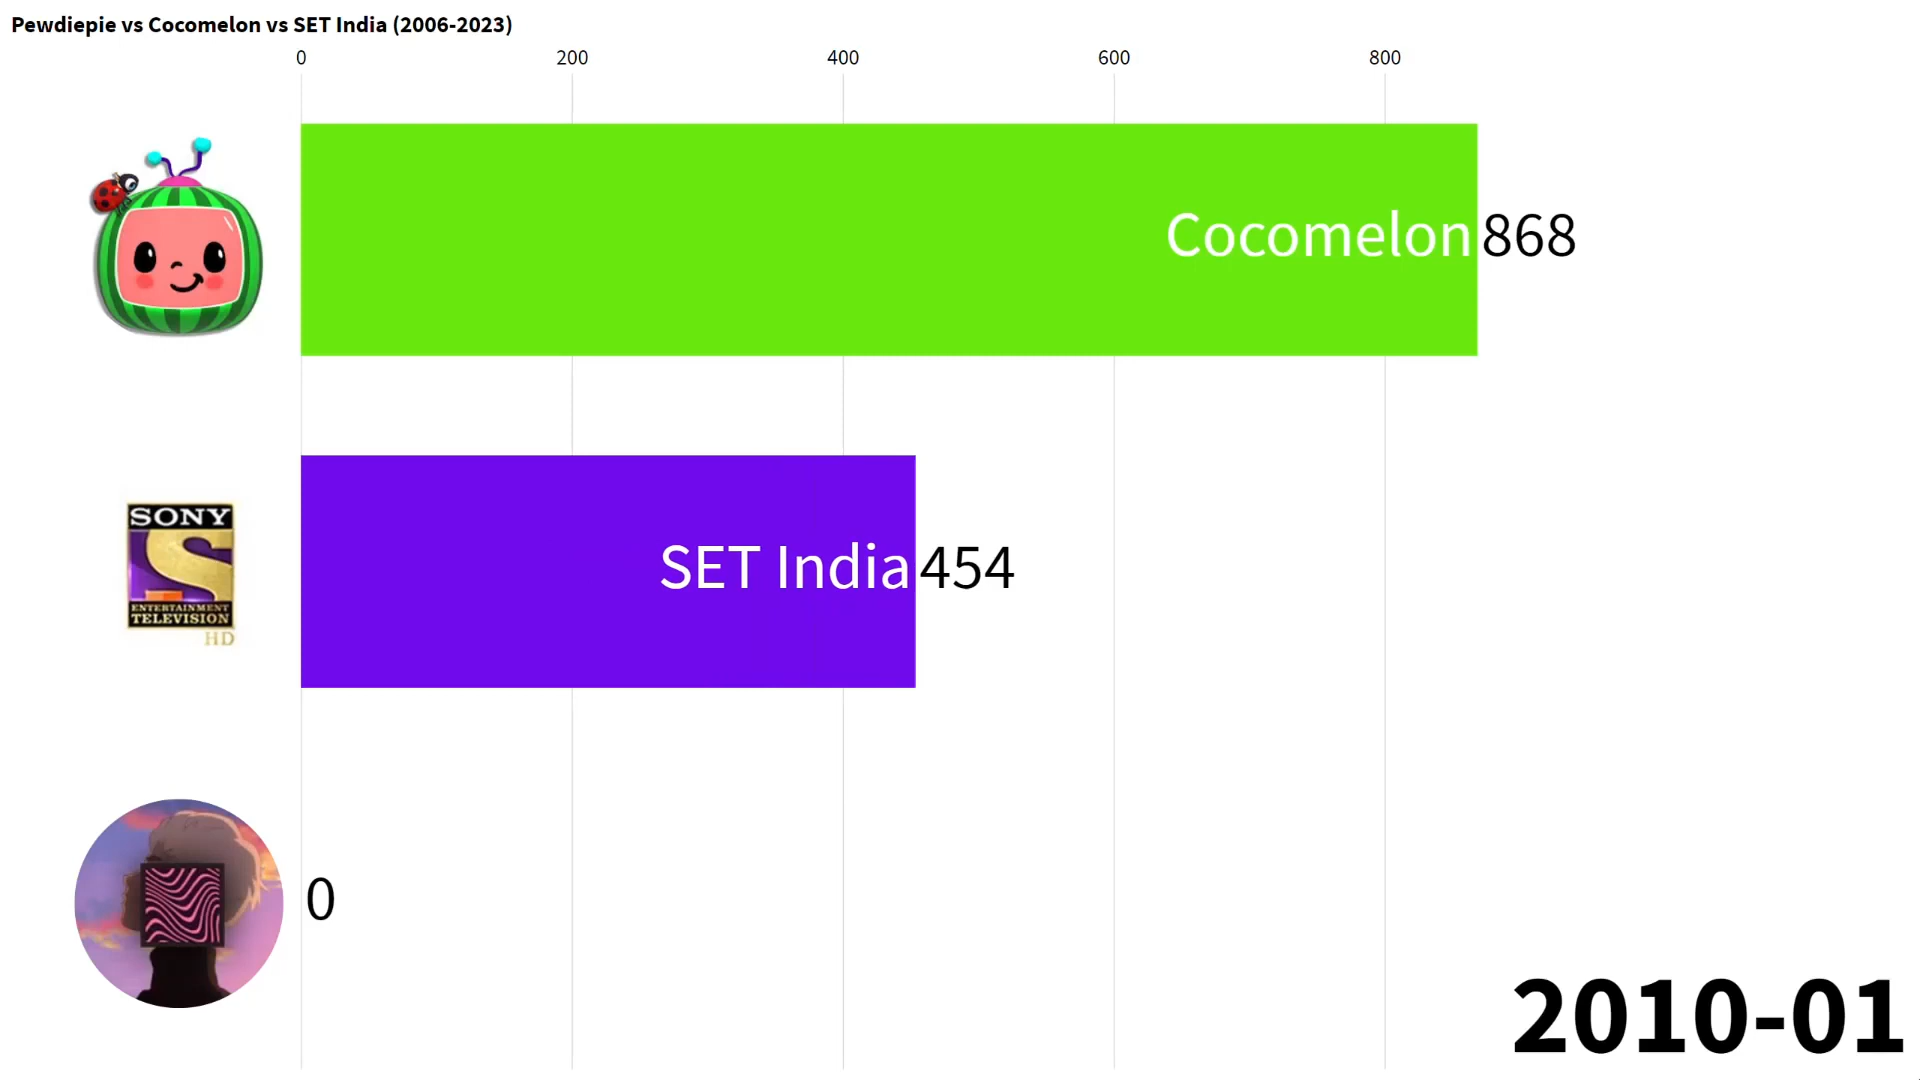 Pewdiepie vs Cocomelon vs SET India (2006-2023)
0 200 400 600 800
Cocomelon 868
SONY
ENTERTAINMENT
TELEVISION
HD
SET India 454
0
2010-01